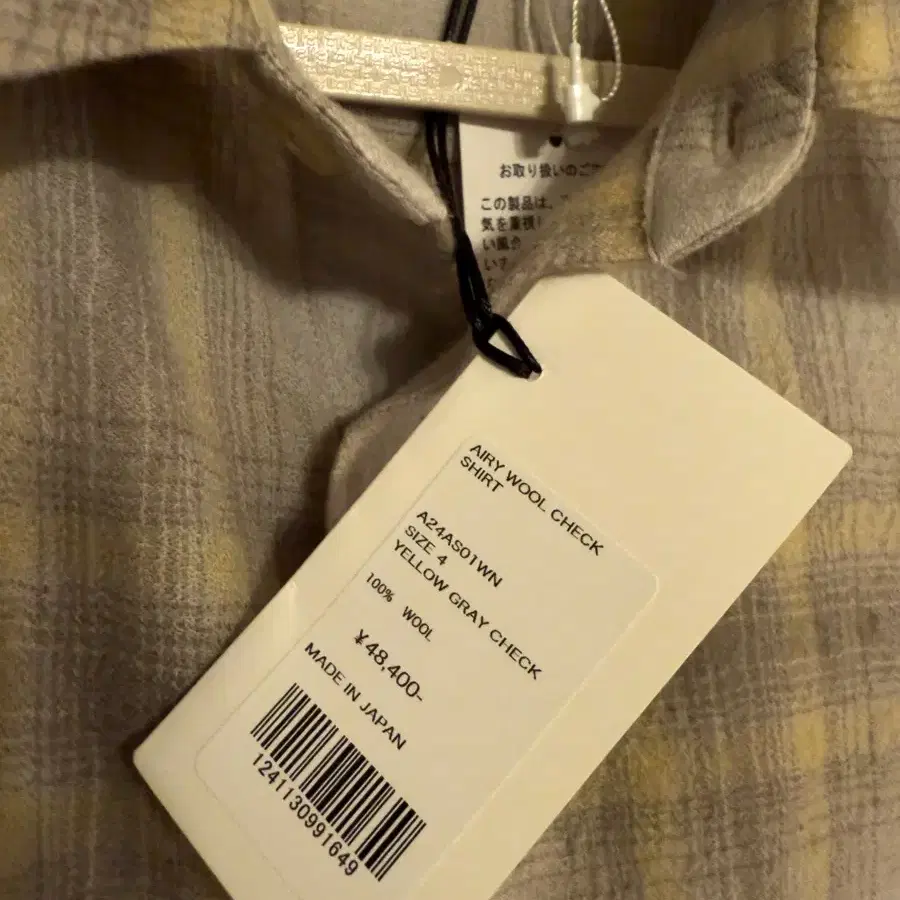 お取り扱いのご
この製品は、
気を重視
い風合
いま
AIRY WOOL CHECK
SHIRT
A24AS01WN
SIZE 4
YELLOW GRAY CHECK
100% WOOL
¥48,400-
MADE IN JAPAN
1241130991649